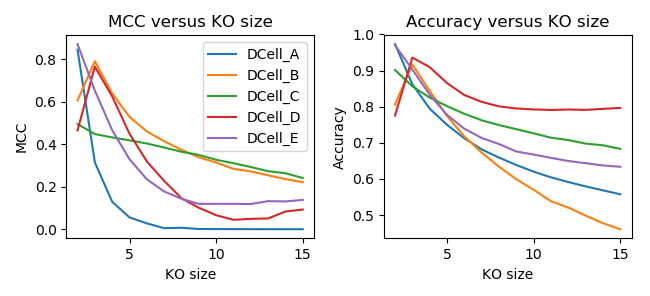 MCC versus KO size
MCC
0.8
0.6
0.4
0.2
0.0
5
10
15
KO size
DCell_A
DCell_B
DCell_C
DCell_D
DCell_E
Accuracy versus KO size
Accuracy
1.0
0.9
0.8
0.7
0.6
0.5
5
10
15
KO size